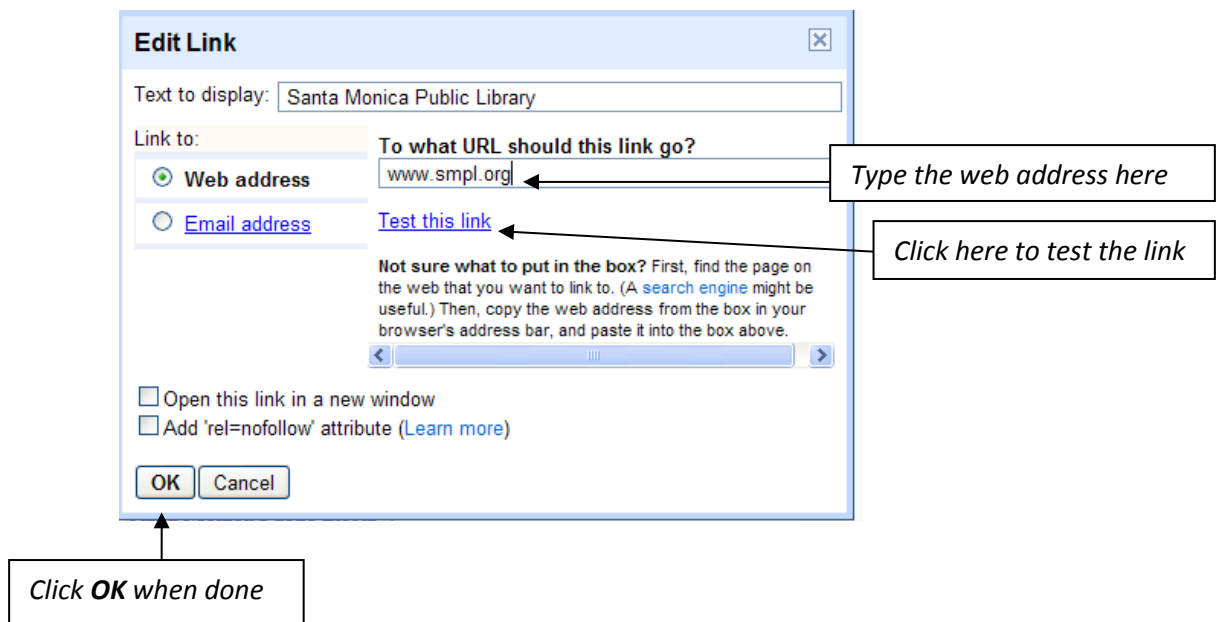 Edit Link
Text to display: Santa Monica Public Library
Link to:
To what URL should this link go?
Web address
www.smpl.org
Type the web address here
Email address
Test this link
Click here to test the link
Not sure what to put in the box? First, find the page on
the web that you want to link to. (A search engine might be
useful.) Then, copy the web address from the box in your
browser's address bar, and paste it into the box above.
Open this link in a new window
Add 'rel=nofollow' attribute (Learn more)
OK Cancel
Click OK when done